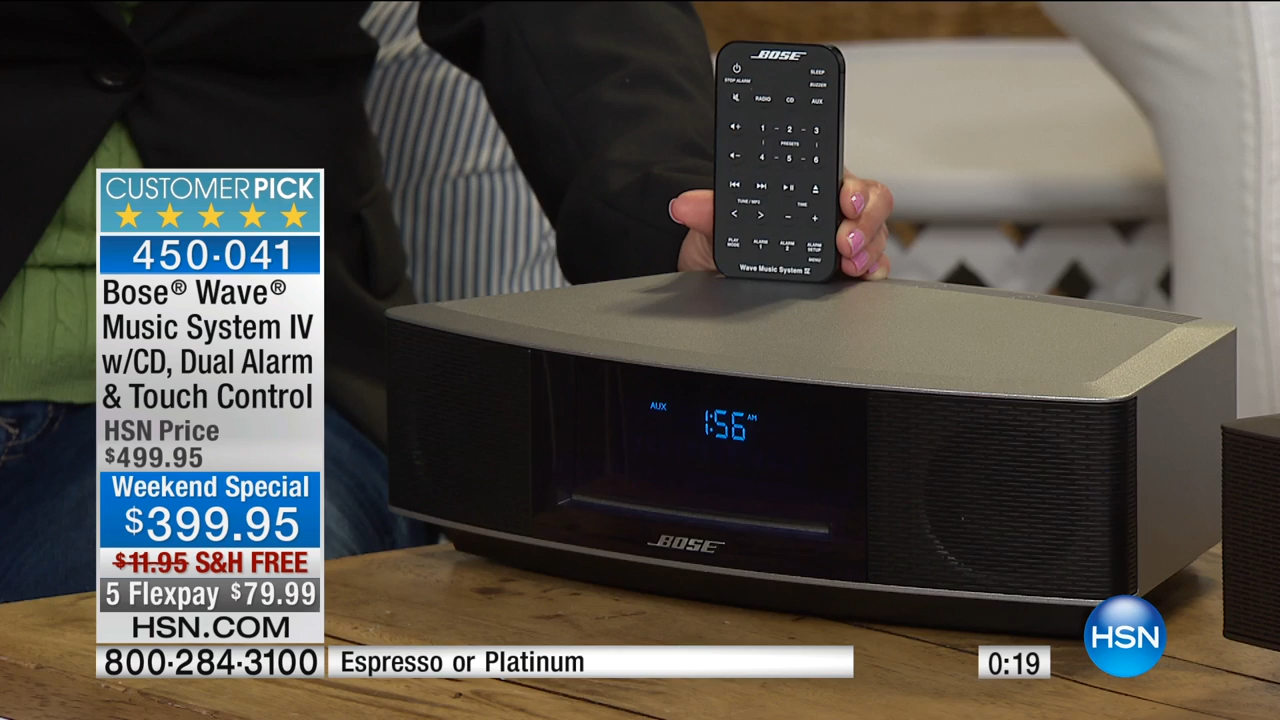 CUSTOMER PICK
450-041
Bose® Wave®
Music System IV
w/CD, Dual Alarm
& Touch Control
HSN Price
$499.95
Weekend Special
$399.95
$11.95 S&H FREE
5 Flexpay $79.99
HSN.COM
800-284-3100
Espresso or Platinum
0:19
HSN
BOSE
STOP ALARM
SLEEP
BUZZER
RADIO CD AUX
1 - 2 - 3
PRESETS
4 - 5 - 6
TUNE / MP3
TIME
PLAY MODE
ALARM 1
ALARM 2
ALARM SETUP
MENU
Wave Music System IV
AUX
1:56 AM
BOSE